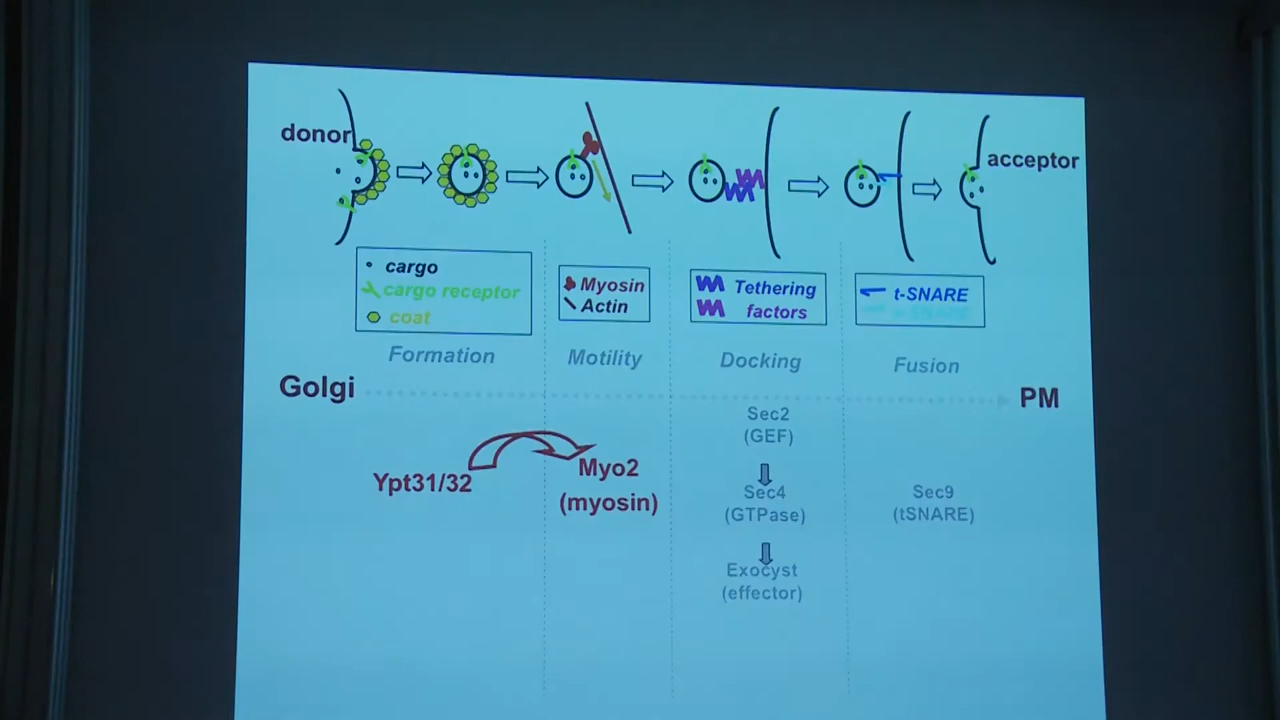 donor
acceptor
cargo
cargo receptor
coat
Myosin
Actin
Tethering
factors
t-SNARE
v-SNARE
Formation
Motility
Docking
Fusion
Golgi
PM
Ypt31/32
Myo2
(myosin)
Sec2
(GEF)
Sec4
(GTPase)
Exocyst
(effector)
Sec9
(tSNARE)